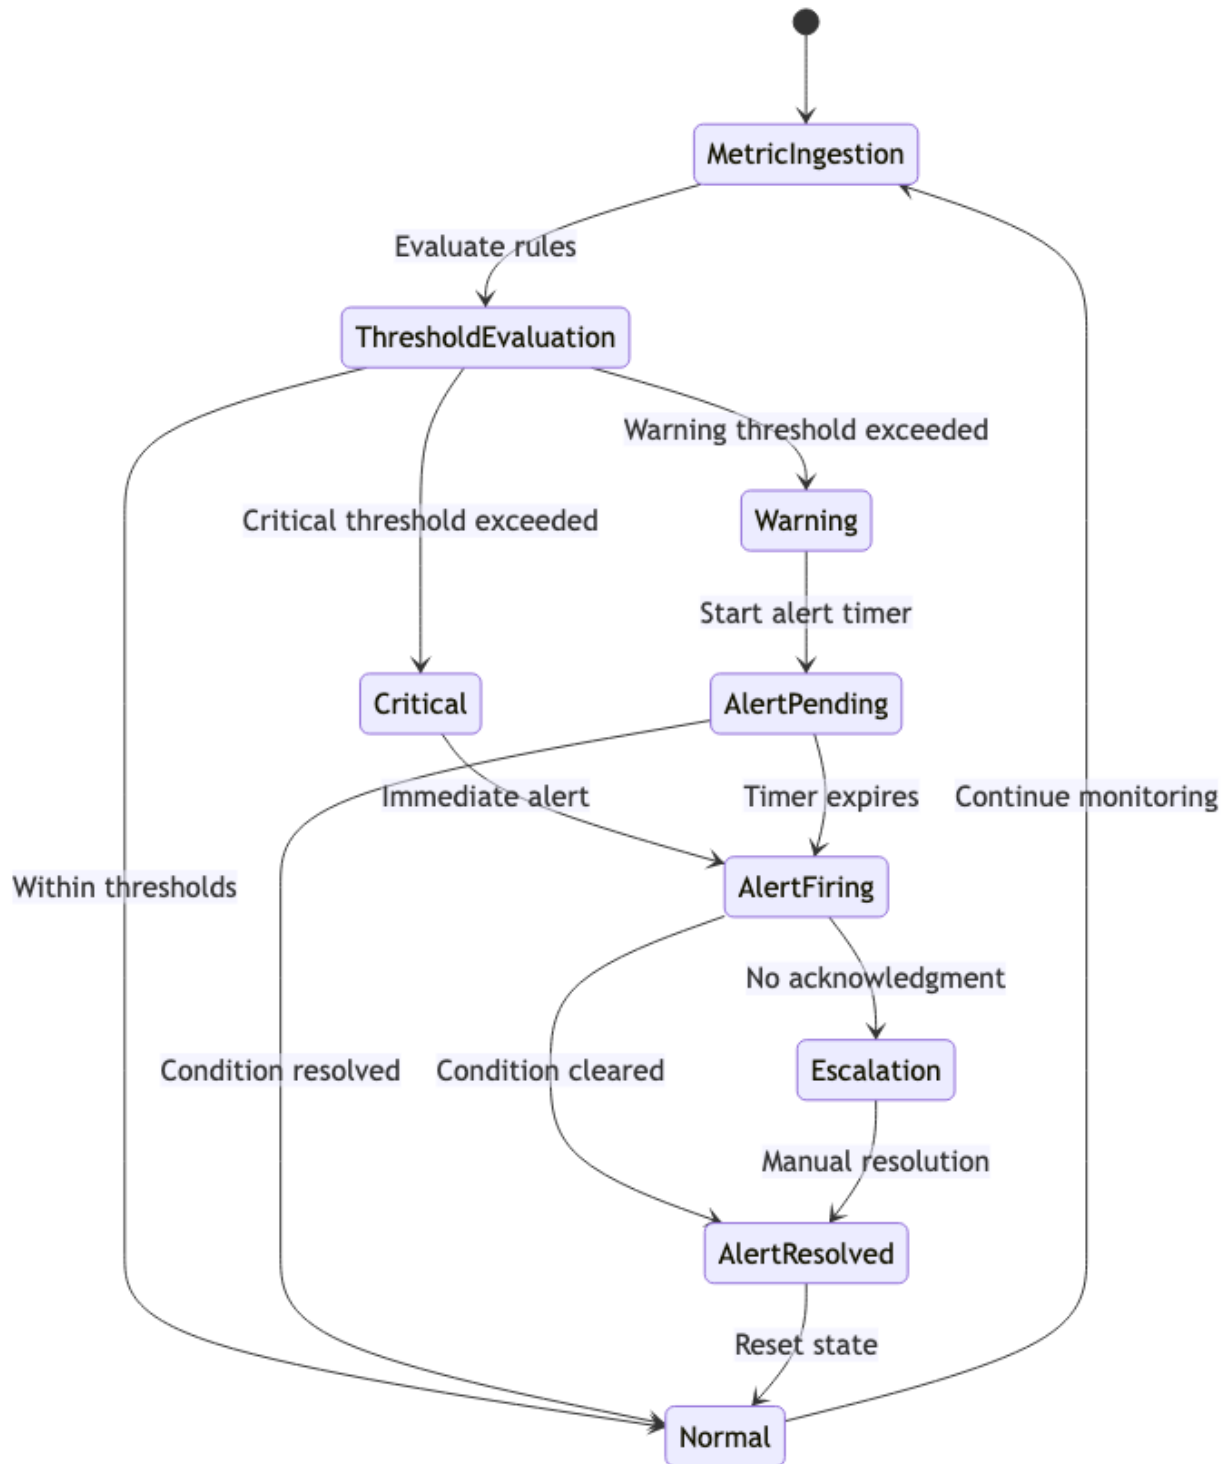 MetricIngestion
Evaluate rules
ThresholdEvaluation
Warning threshold exceeded
Warning
Critical threshold exceeded
Start alert timer
Critical
AlertPending
Immediate alert
Timer expires
Continue monitoring
Within thresholds
AlertFiring
No acknowledgment
Condition resolved
Condition cleared
Escalation
Manual resolution
AlertResolved
Reset state
Normal